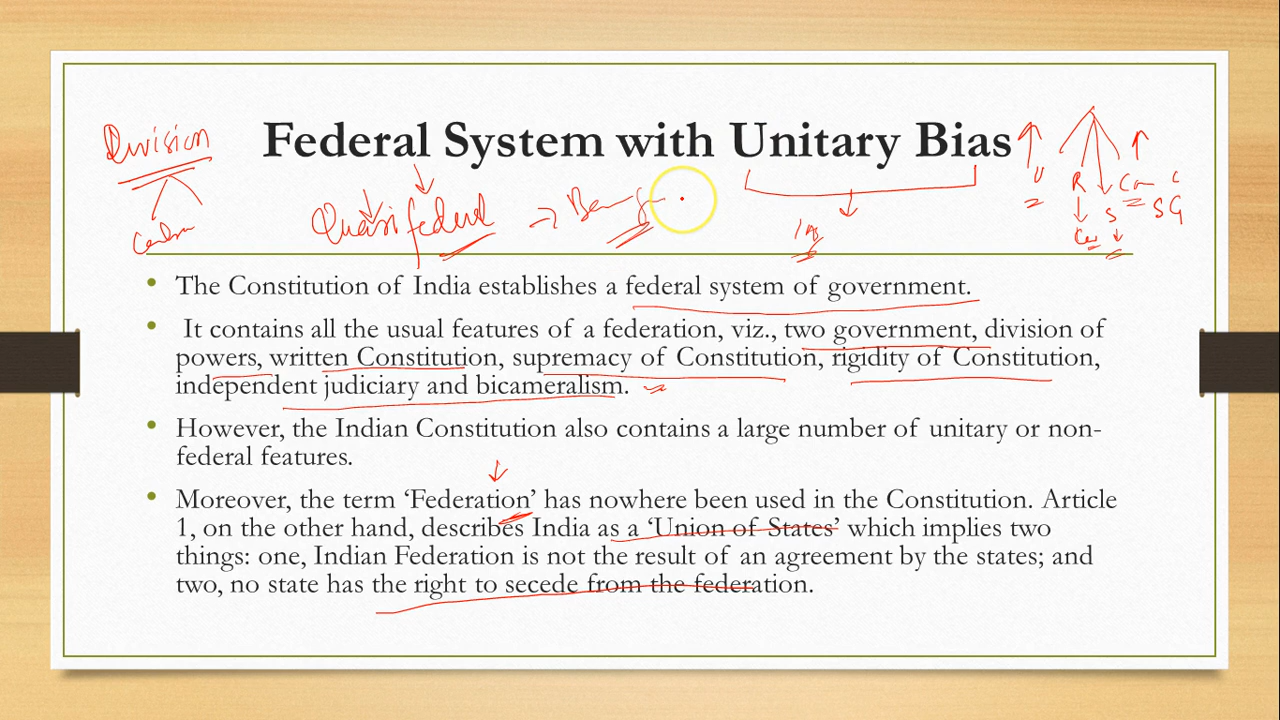 Division
Federal System with Unitary Bias
U
R
C
S
S G
Quasi federal
• The Constitution of India establishes a federal system of government.
• It contains all the usual features of a federation, viz., two government, division of
powers, written Constitution, supremacy of Constitution, rigidity of Constitution,
independent judiciary and bicameralism.
• However, the Indian Constitution also contains a large number of unitary or non-
federal features.
• Moreover, the term ‘Federation’ has nowhere been used in the Constitution. Article
1, on the other hand, describes India as a ‘Union of States’ which implies two
things: one, Indian Federation is not the result of an agreement by the states; and
two, no state has the right to secede from the federation.